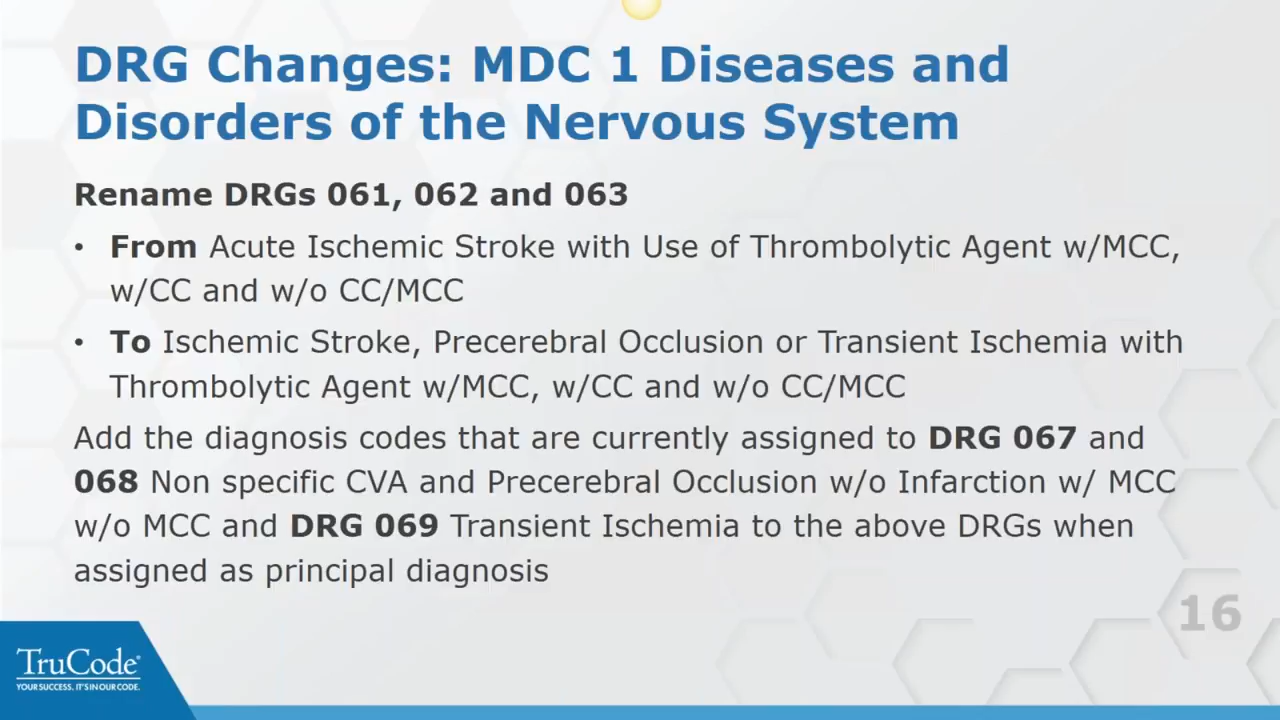 DRG Changes: MDC 1 Diseases and
Disorders of the Nervous System
Rename DRGs 061, 062 and 063
• From Acute Ischemic Stroke with Use of Thrombolytic Agent w/MCC,
w/CC and w/o CC/MCC
• To Ischemic Stroke, Precerebral Occlusion or Transient Ischemia with
Thrombolytic Agent w/MCC, w/CC and w/o CC/MCC
Add the diagnosis codes that are currently assigned to DRG 067 and
068 Non specific CVA and Precerebral Occlusion w/o Infarction w/ MCC
w/o MCC and DRG 069 Transient Ischemia to the above DRGs when
assigned as principal diagnosis
16
TruCode®
YOUR SUCCESS. IT'S IN OUR CODE.